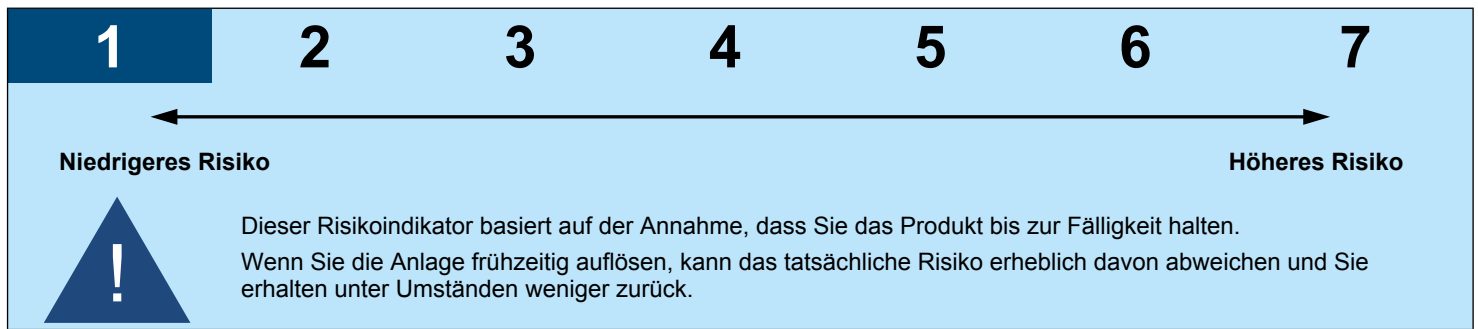 1 2 3 4 5 6 7
Niedrigeres Risiko Höheres Risiko
!
Dieser Risikoindikator basiert auf der Annahme, dass Sie das Produkt bis zur Fälligkeit halten.
Wenn Sie die Anlage frühzeitig auflösen, kann das tatsächliche Risiko erheblich davon abweichen und Sie
erhalten unter Umständen weniger zurück.